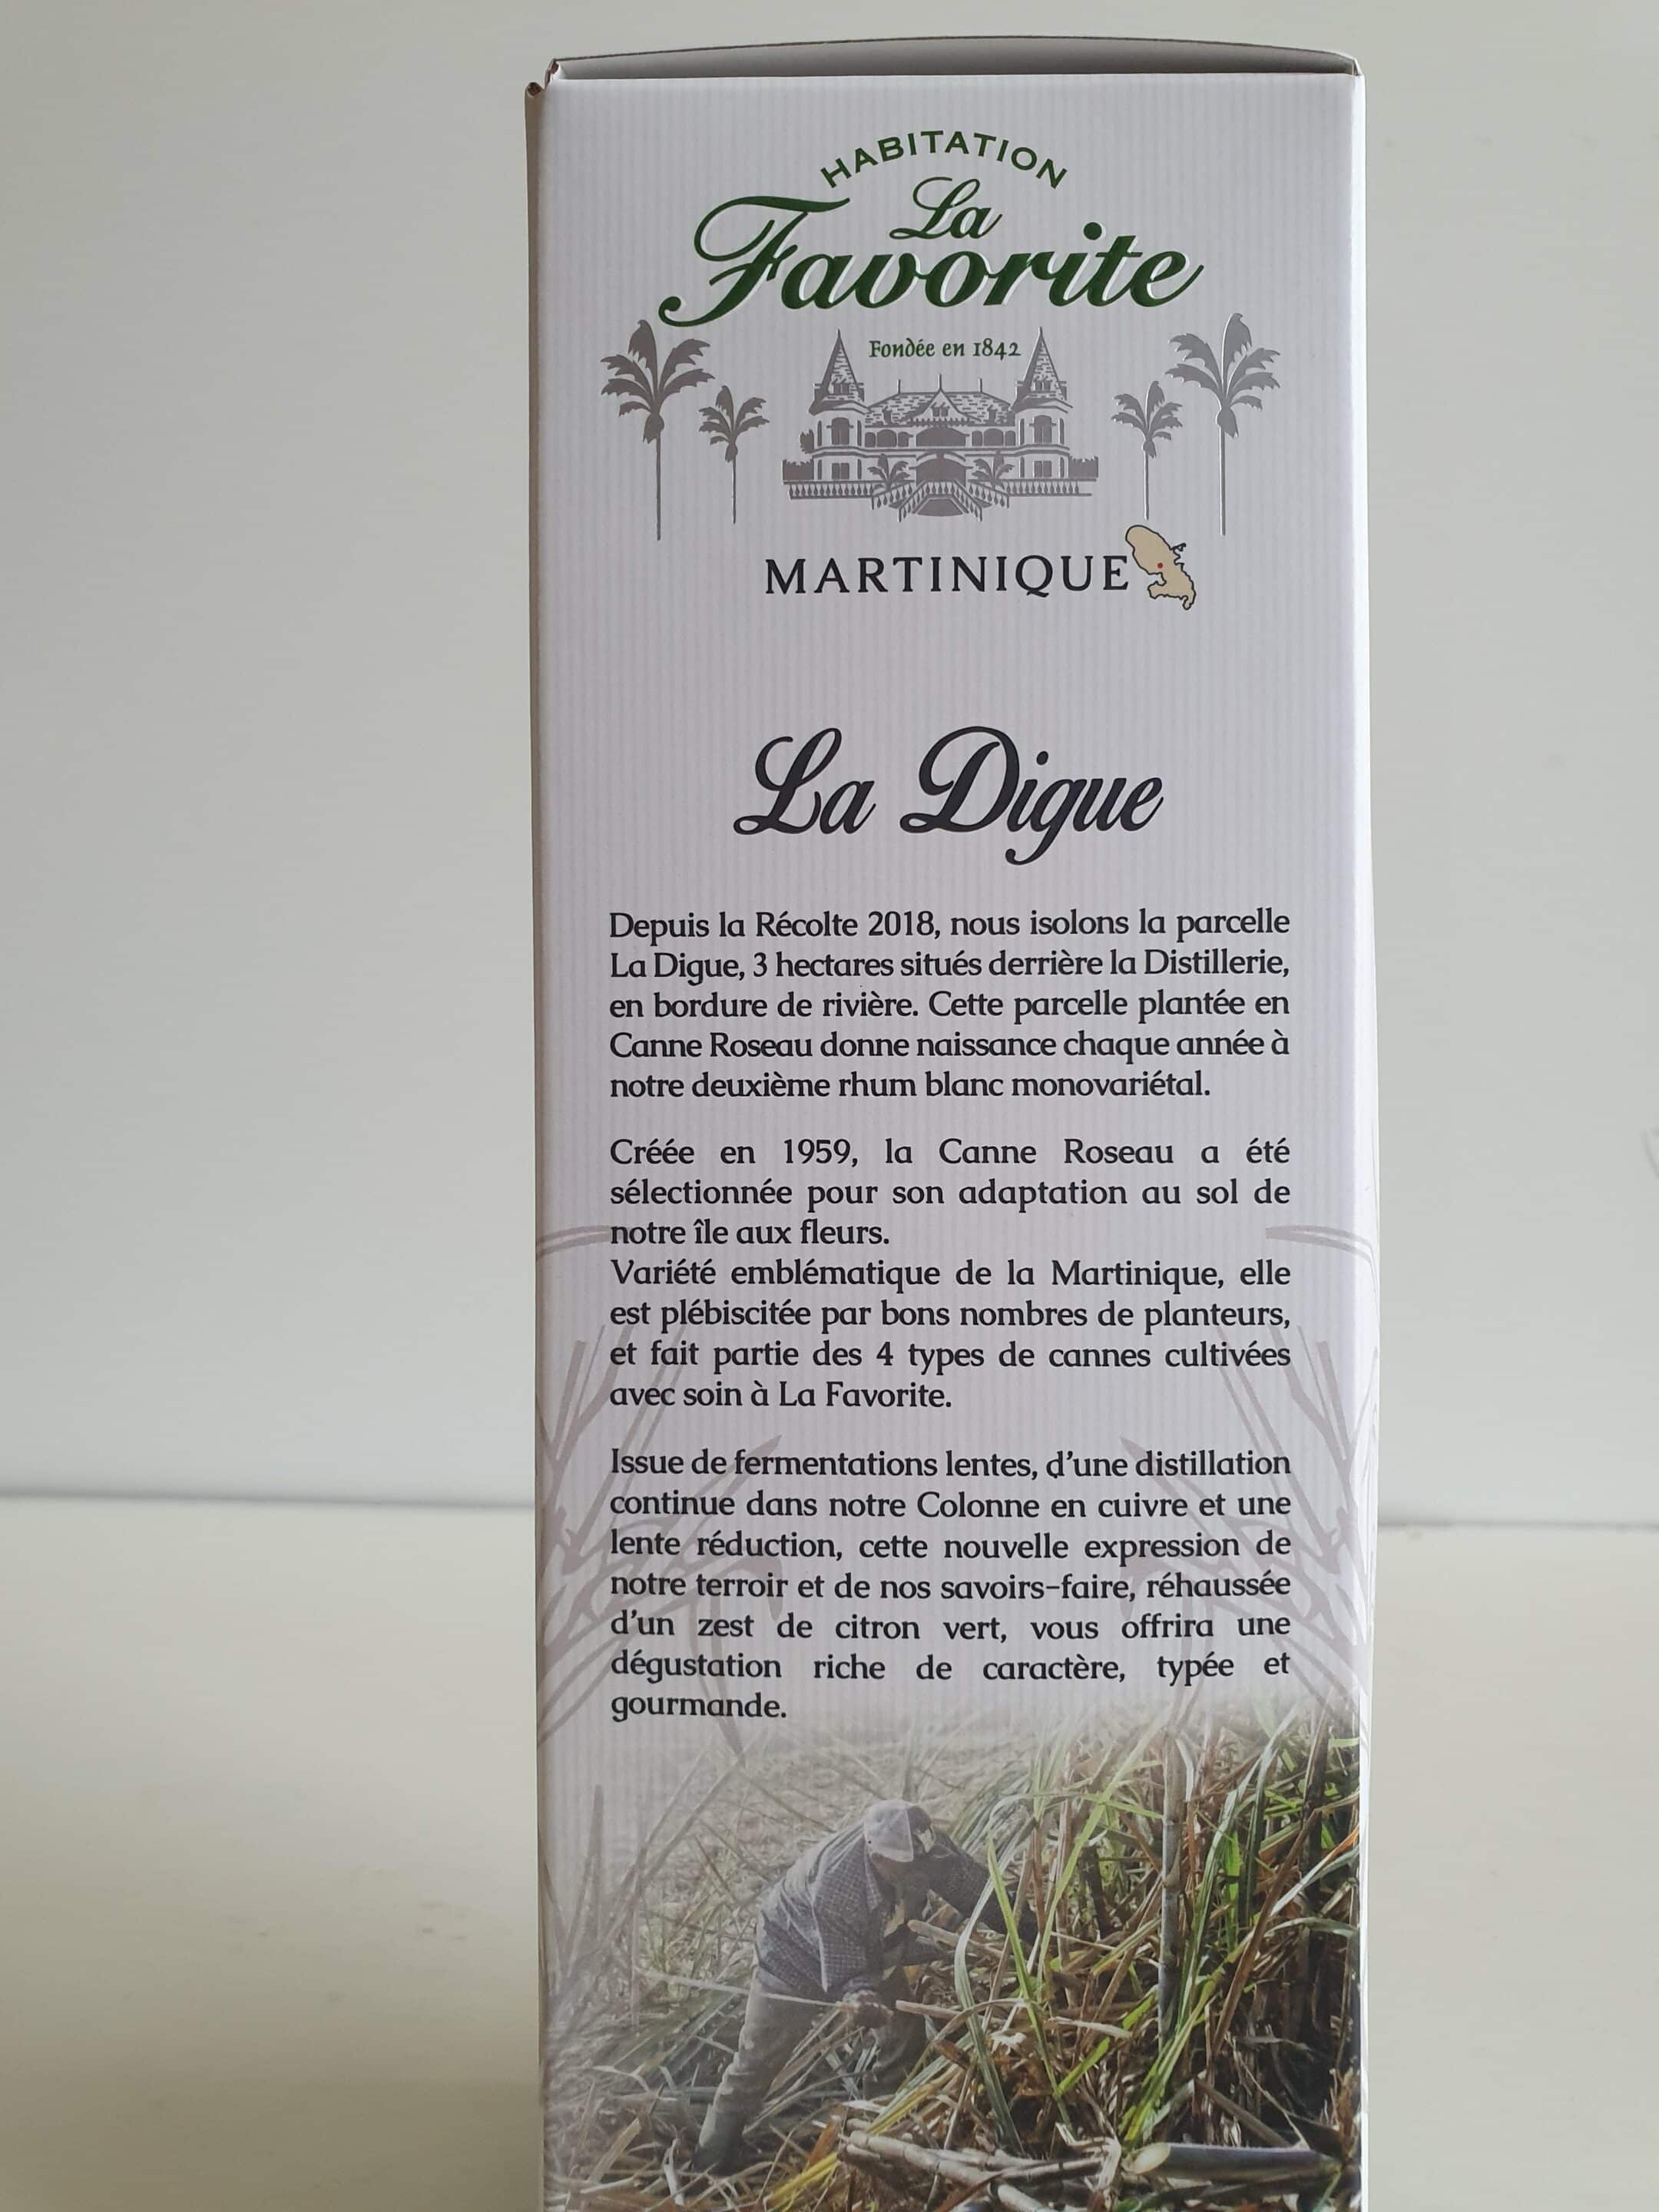 HABITATION
La
Favorite
Fondée en 1842
MARTINIQUE
La Digue
Depuis la Récolte 2018, nous isolons la parcelle
La Digue, 3 hectares situés derrière la Distillerie,
en bordure de rivière. Cette parcelle plantée en
Canne Roseau donne naissance chaque année à
notre deuxième rhum blanc monovariétal.
Créée en 1959, la Canne Roseau a été
sélectionnée pour son adaptation au sol de
notre île aux fleurs.
Variété emblématique de la Martinique, elle
est plébiscitée par bons nombres de planteurs,
et fait partie des 4 types de cannes cultivées
avec soin à La Favorite.
Issue de fermentations lentes, d'une distillation
continue dans notre Colonne en cuivre et une
lente réduction, cette nouvelle expression de
notre terroir et de nos savoirs-faire, réhaussée
d'un zest de citron vert, vous offrira une
dégustation riche de caractère, typée et
gourmande.